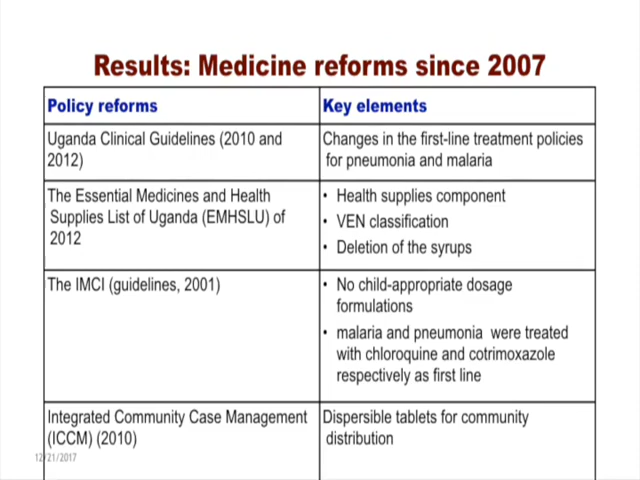 Results: Medicine reforms since 2007
Policy reforms
Key elements
Uganda Clinical Guidelines (2010 and
2012)
Changes in the first-line treatment policies
for pneumonia and malaria
The Essential Medicines and Health
Supplies List of Uganda (EMHSLU) of
2012
• Health supplies component
• VEN classification
• Deletion of the syrups
The IMCI (guidelines, 2001)
• No child-appropriate dosage
formulations
• malaria and pneumonia were treated
with chloroquine and cotrimoxazole
respectively as first line
Integrated Community Case Management
(ICCM) (2010)
Dispersible tablets for community
distribution
12/21/2017